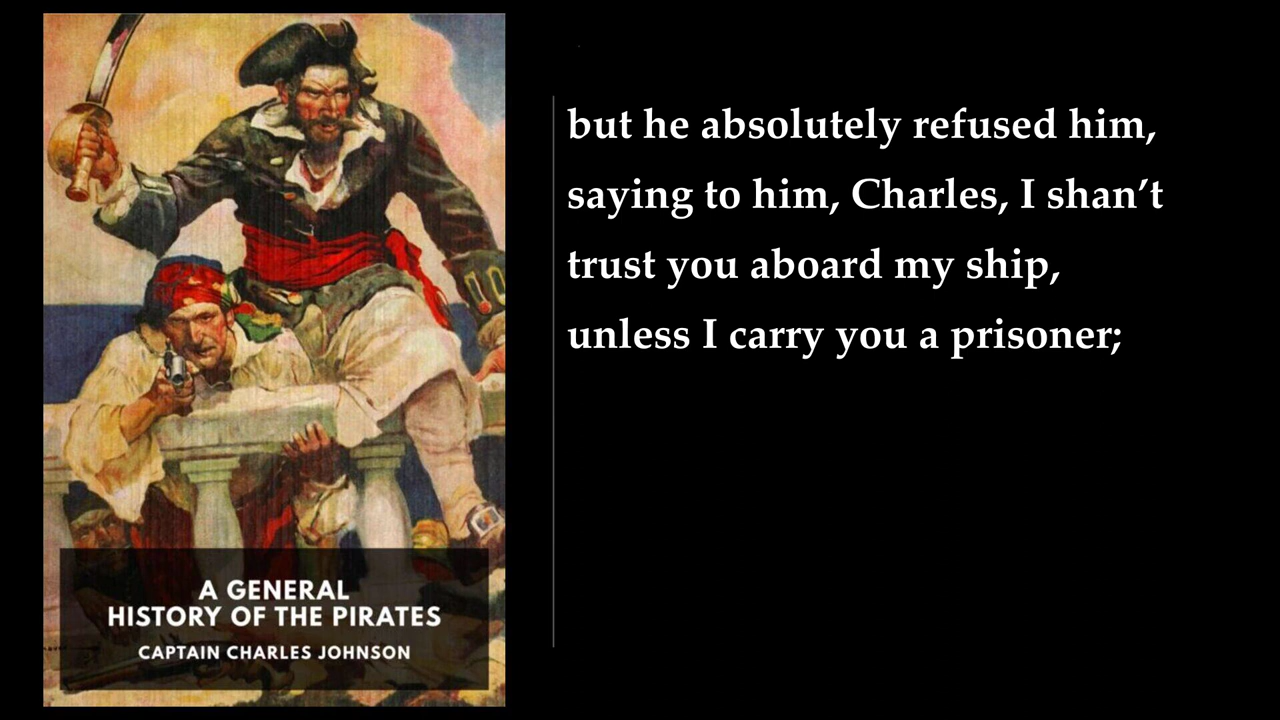 but he absolutely refused him,
saying to him, Charles, I shan’t
trust you aboard my ship,
unless I carry you a prisoner;
A GENERAL
HISTORY OF THE PIRATES
CAPTAIN CHARLES JOHNSON